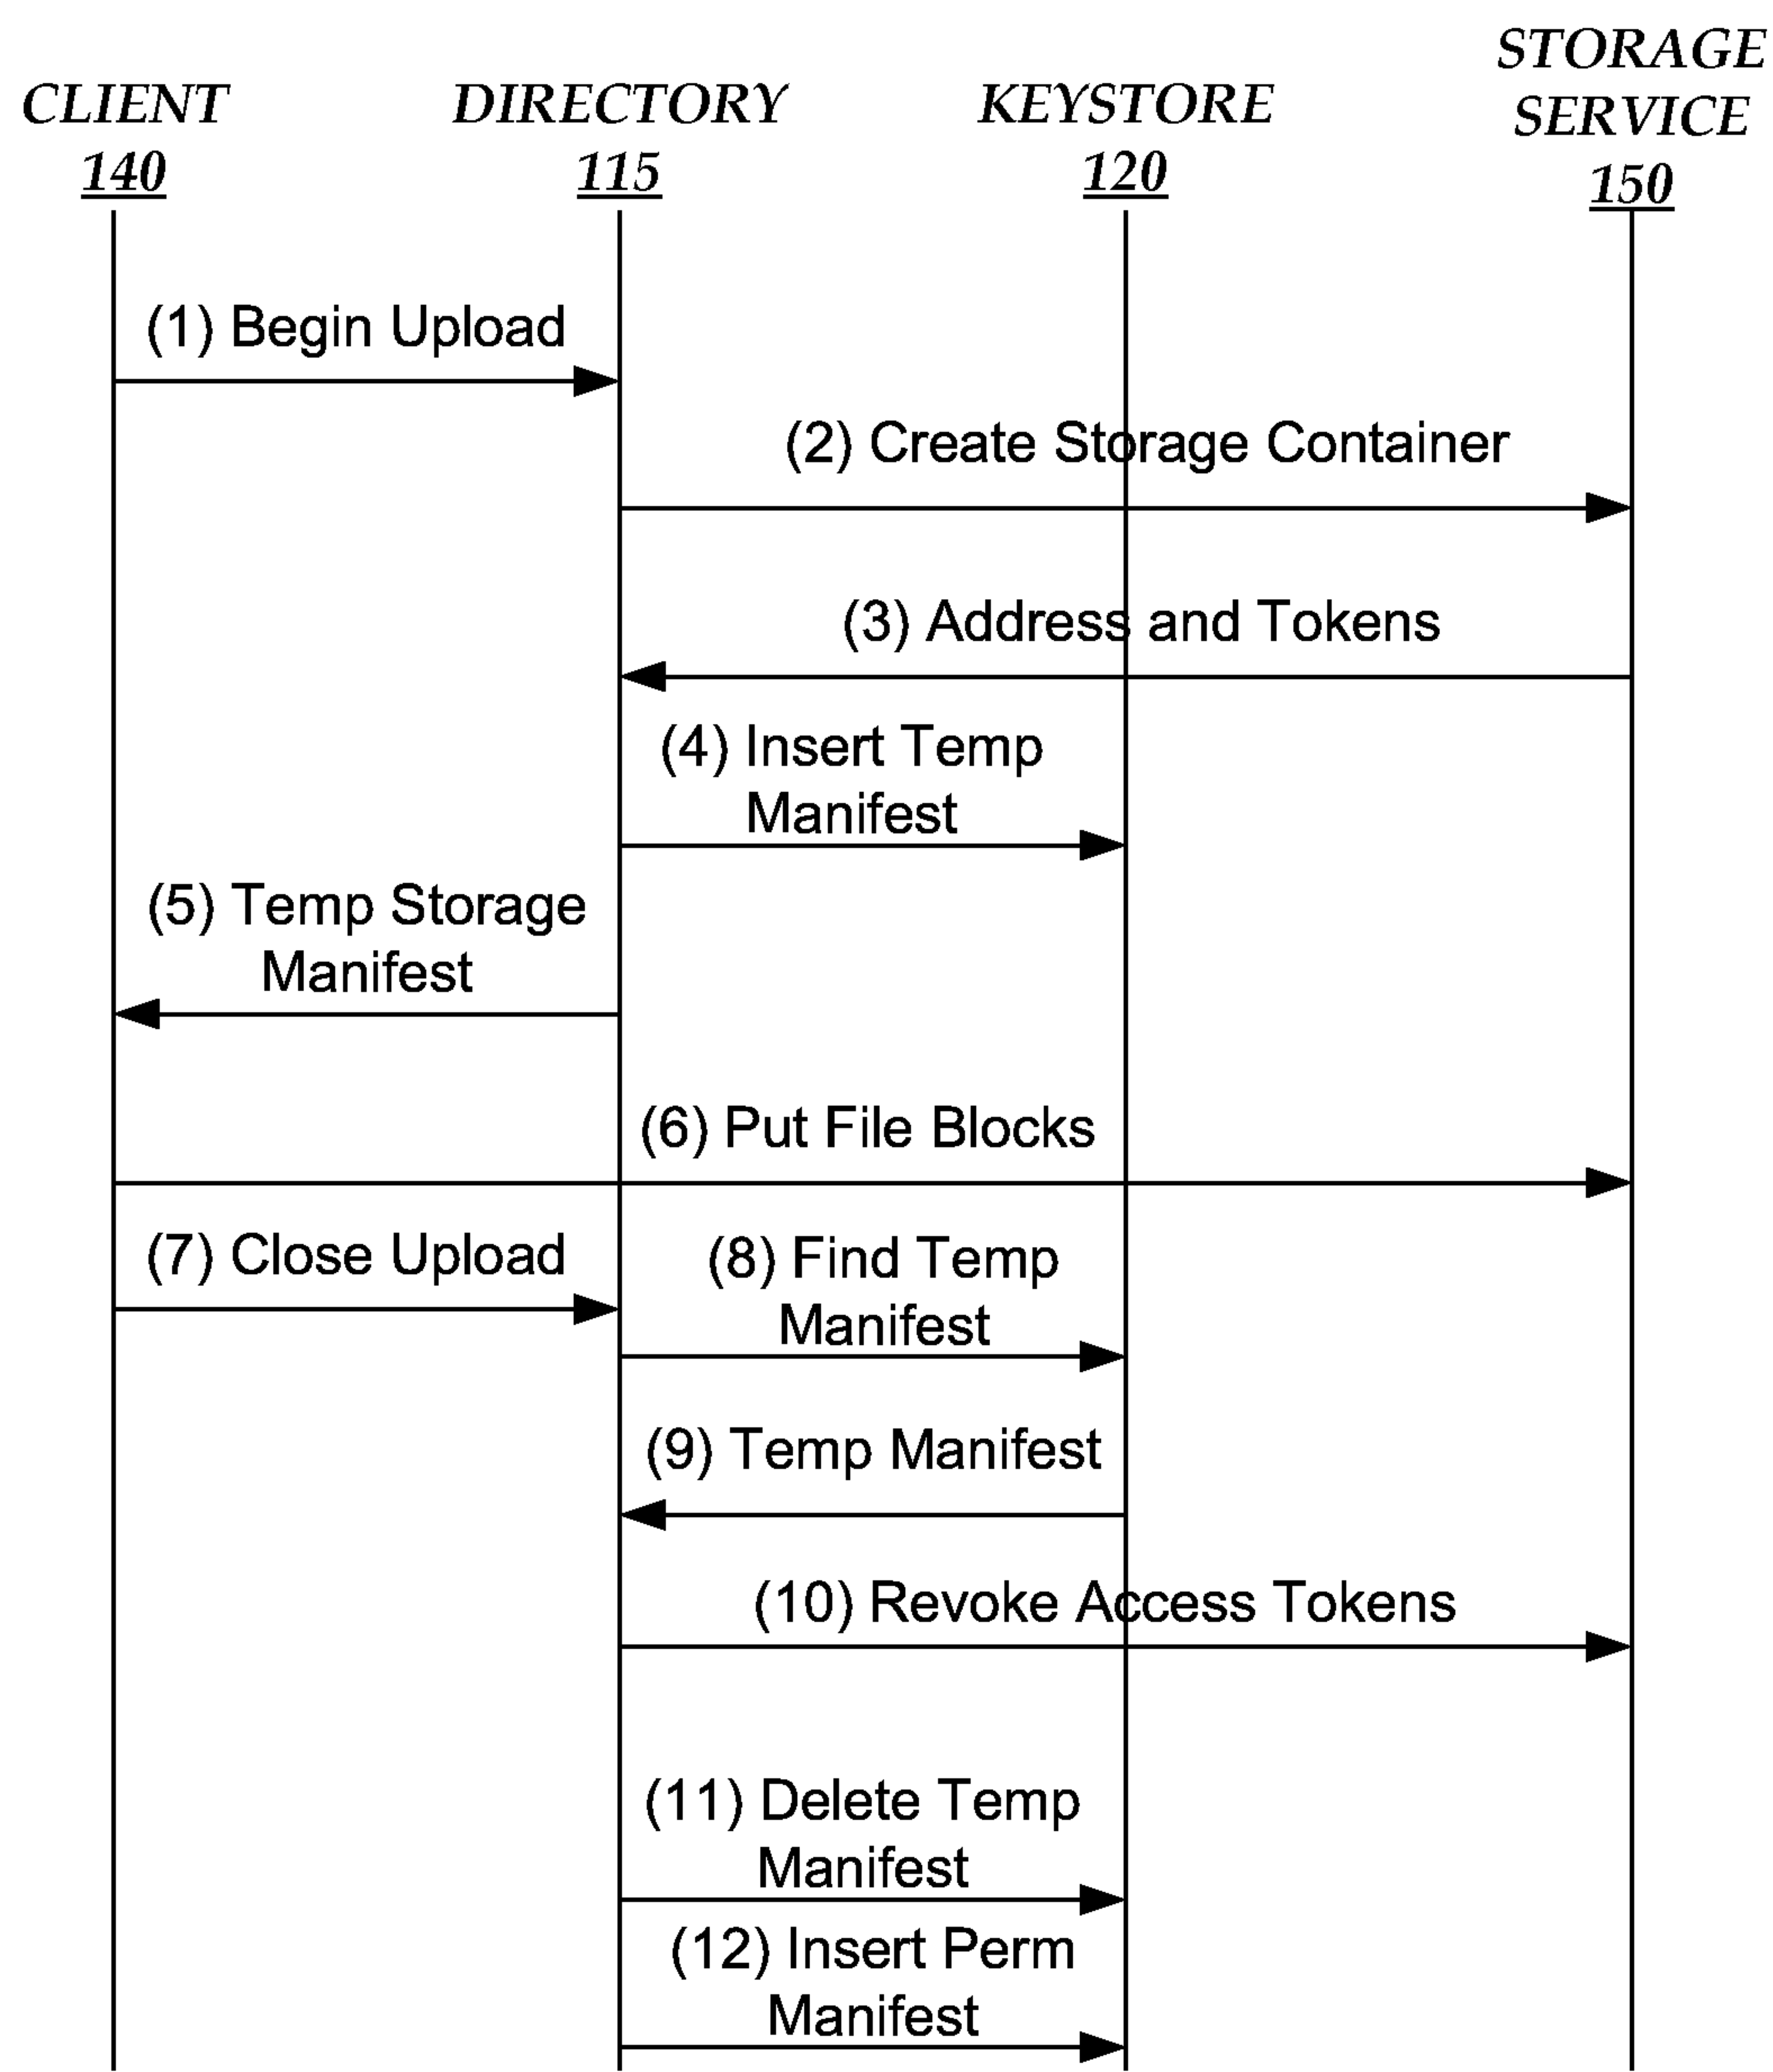 CLIENT
140
DIRECTORY
115
KEYSTORE
120
STORAGE
SERVICE
150
(1) Begin Upload
(2) Create Storage Container
(3) Address and Tokens
(4) Insert Temp
Manifest
(5) Temp Storage
Manifest
(6) Put File Blocks
(7) Close Upload
(8) Find Temp
Manifest
(9) Temp Manifest
(10) Revoke Access Tokens
(11) Delete Temp
Manifest
(12) Insert Perm
Manifest